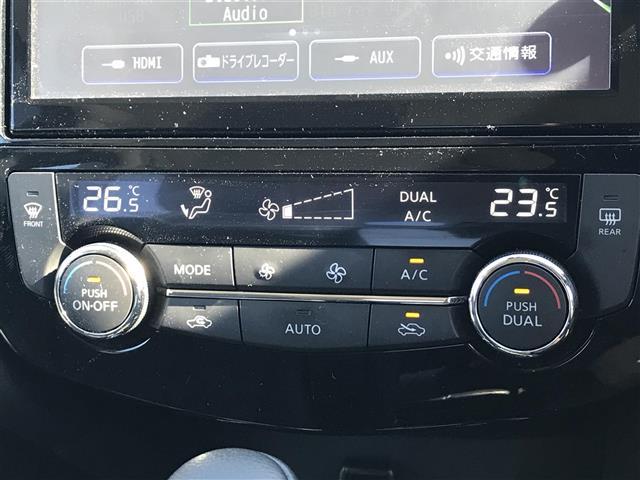 Audio
HDMI
ドライブレコーダー
AUX
交通情報
26.5℃
DUAL
A/C
23.5℃
FRONT
REAR
PUSH
ON·OFF
MODE
A/C
PUSH
DUAL
AUTO